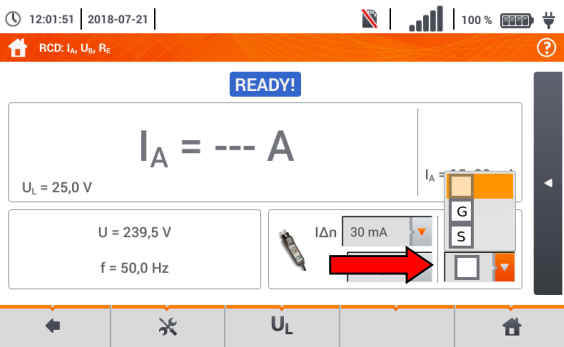 12:01:51 2018-07-21 100 %
RCD: IA, UB, RE ?
READY!
IA = --- A
IA =
UL = 25,0 V
G
S
U = 239,5 V
f = 50,0 Hz
IΔn 30 mA
UL